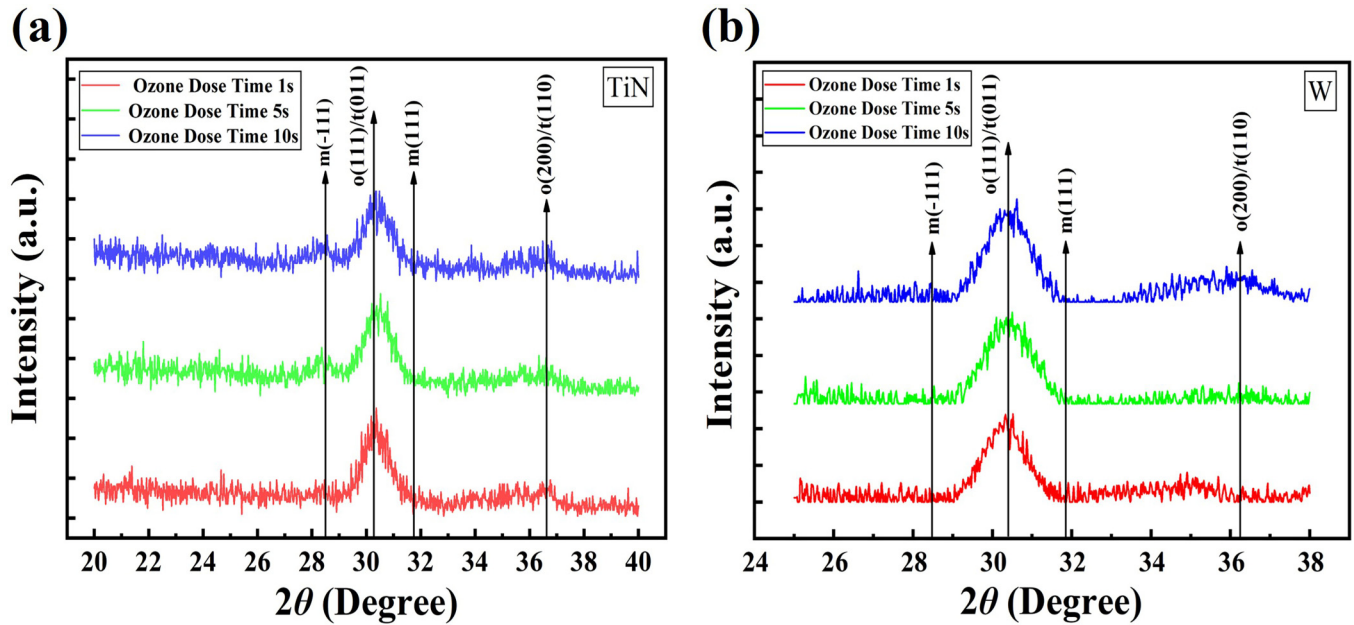 (a)
Ozone Dose Time 1s
Ozone Dose Time 5s
Ozone Dose Time 10s
TiN
m(-111)
o(111)/t(011)
m(111)
o(200)/t(110)
Intensity (a.u.)
20 22 24 26 28 30 32 34 36 38 40
2θ (Degree)
(b)
Ozone Dose Time 1s
Ozone Dose Time 5s
Ozone Dose Time 10s
W
m(-111)
o(111)/t(011)
m(111)
o(200)/t(110)
Intensity (a.u.)
24 26 28 30 32 34 36 38
2θ (Degree)